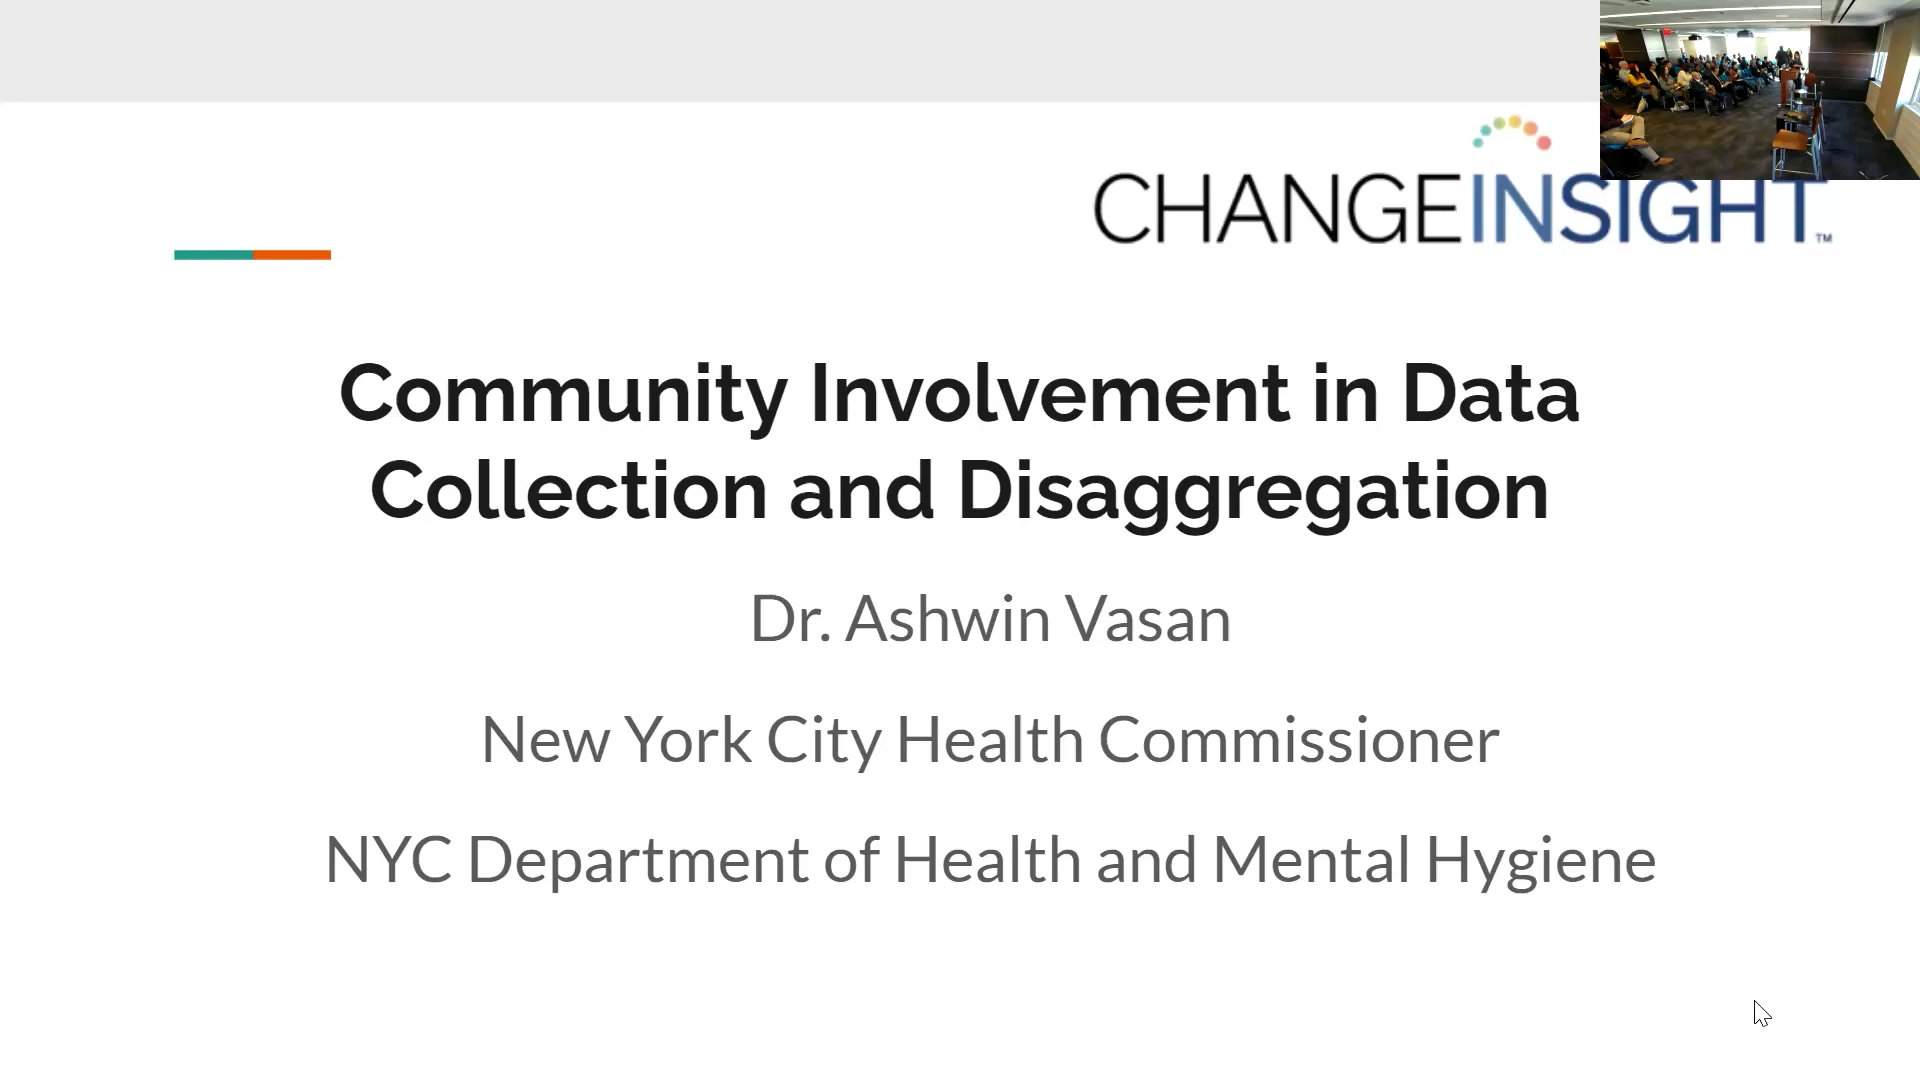 CHANGEINSIGHT™
Community Involvement in Data
Collection and Disaggregation
Dr. Ashwin Vasan
New York City Health Commissioner
NYC Department of Health and Mental Hygiene